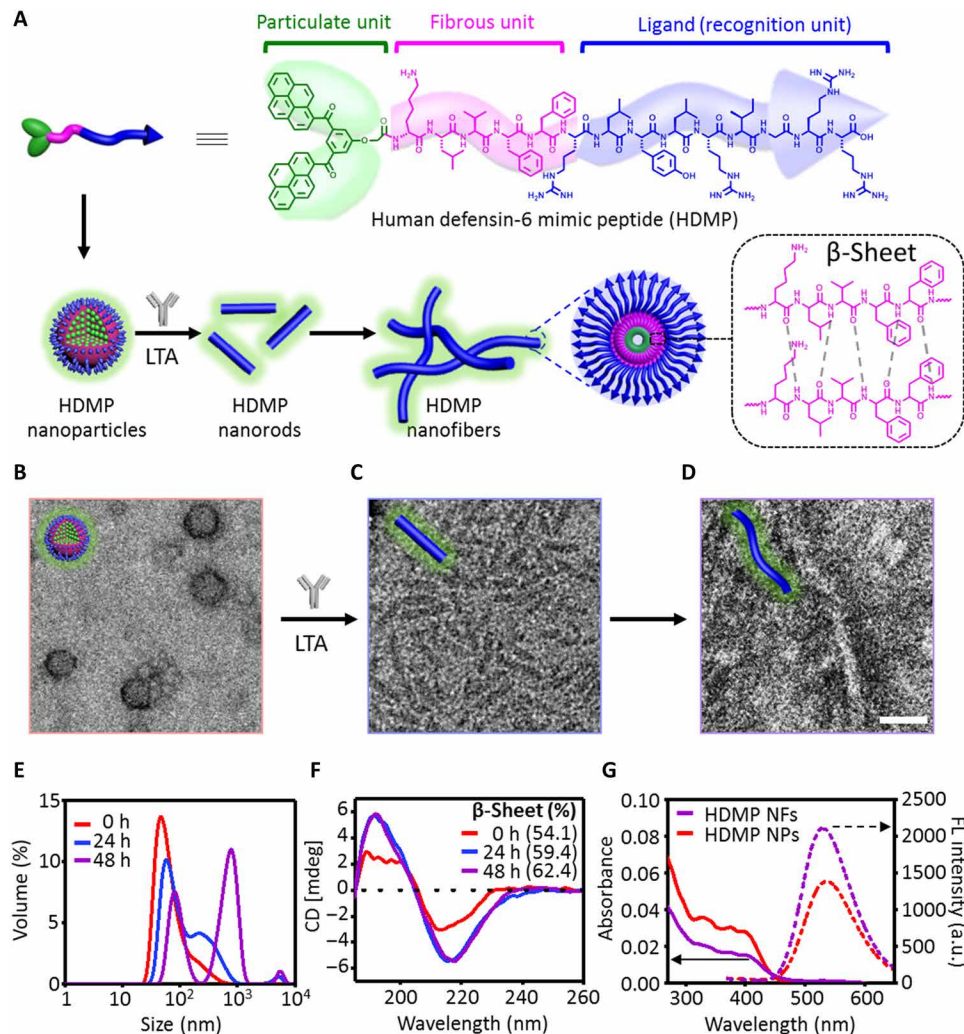 A
Particulate unit
Fibrous unit
Ligand (recognition unit)
Human defensin-6 mimic peptide (HDMP)
β-Sheet
LTA
HDMP
nanoparticles
HDMP
nanorods
HDMP
nanofibers
B
C
D
LTA
E
F
G
Volume (%)
15
10
5
0
0 h
24 h
48 h
1
10²
10³
10⁴
Size (nm)
CD [mdeg]
6
4
2
0
−2
−4
−6
β-Sheet (%)
0 h (54.1)
24 h (59.4)
48 h (62.4)
200
220
240
260
Wavelength (nm)
Absorbance
0.10
0.08
0.06
0.04
0.02
0.00
HDMP NFs
HDMP NPs
300
400
500
600
Wavelength (nm)
2500
2000
1500
1000
500
0
FL intensity (a.u.)